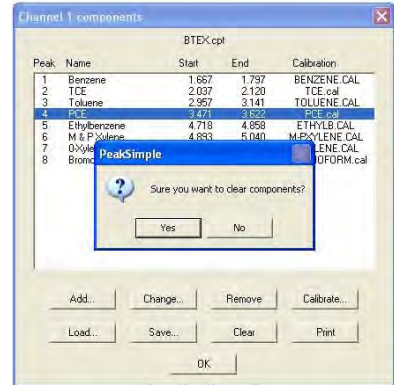 Channel 1 components
BTEX.cpt
Peak Name Start End Calibration
1 Benzene 1.667 1.797 BENZENE.CAL
2 TCE 2.037 2.120 TCE.cal
3 Toluene 2.957 3.141 TOLUENE.CAL
4 PCE 3.471 3.622 PCE.cal
5 Ethylbenzene 4.718 4.858 ETHYLB.CAL
6 M & P Xylene 4.893 5.040 M-PXYLENE.CAL
7
8
PeakSimple
Sure you want to clear components?
Yes No
Add... Change... Remove Calibrate...
Load... Save... Clear Print
OK